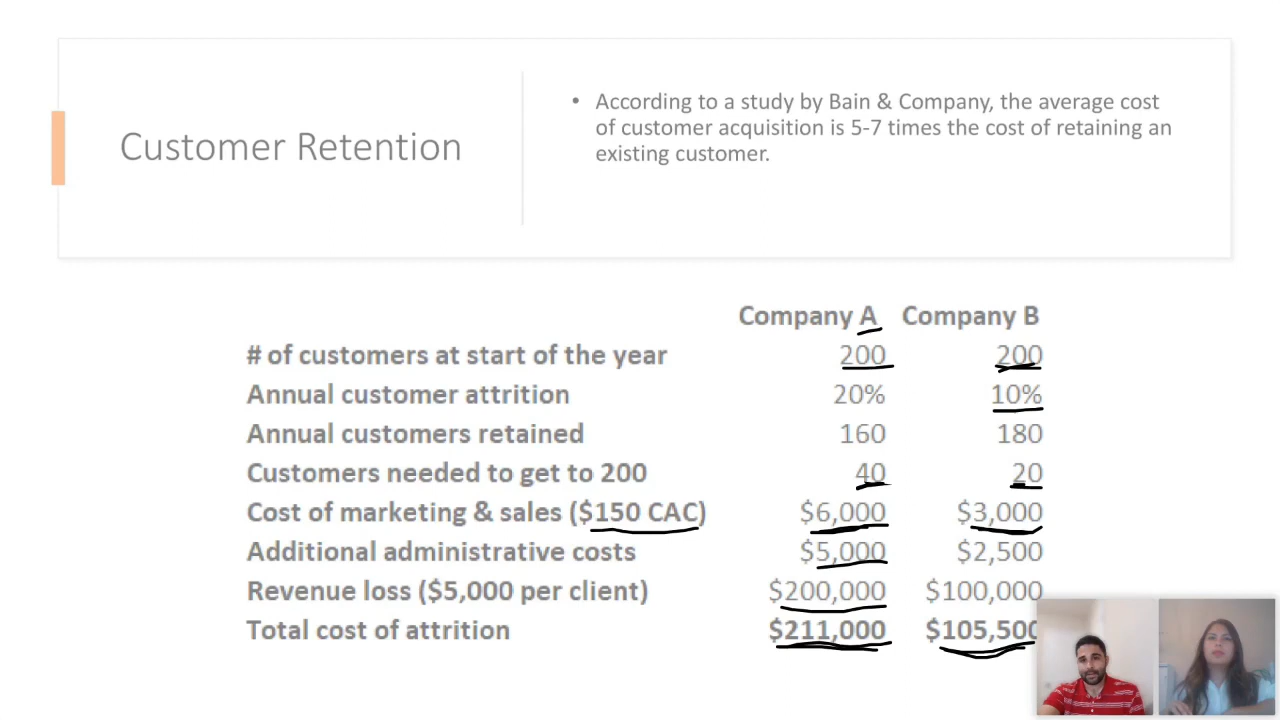 Customer Retention
• According to a study by Bain & Company, the average cost
of customer acquisition is 5-7 times the cost of retaining an
existing customer.
Company A Company B
# of customers at start of the year 200 200
Annual customer attrition 20% 10%
Annual customers retained 160 180
Customers needed to get to 200 40 20
Cost of marketing & sales ($150 CAC) $6,000 $3,000
Additional administrative costs $5,000 $2,500
Revenue loss ($5,000 per client) $200,000 $100,000
Total cost of attrition $211,000 $105,500